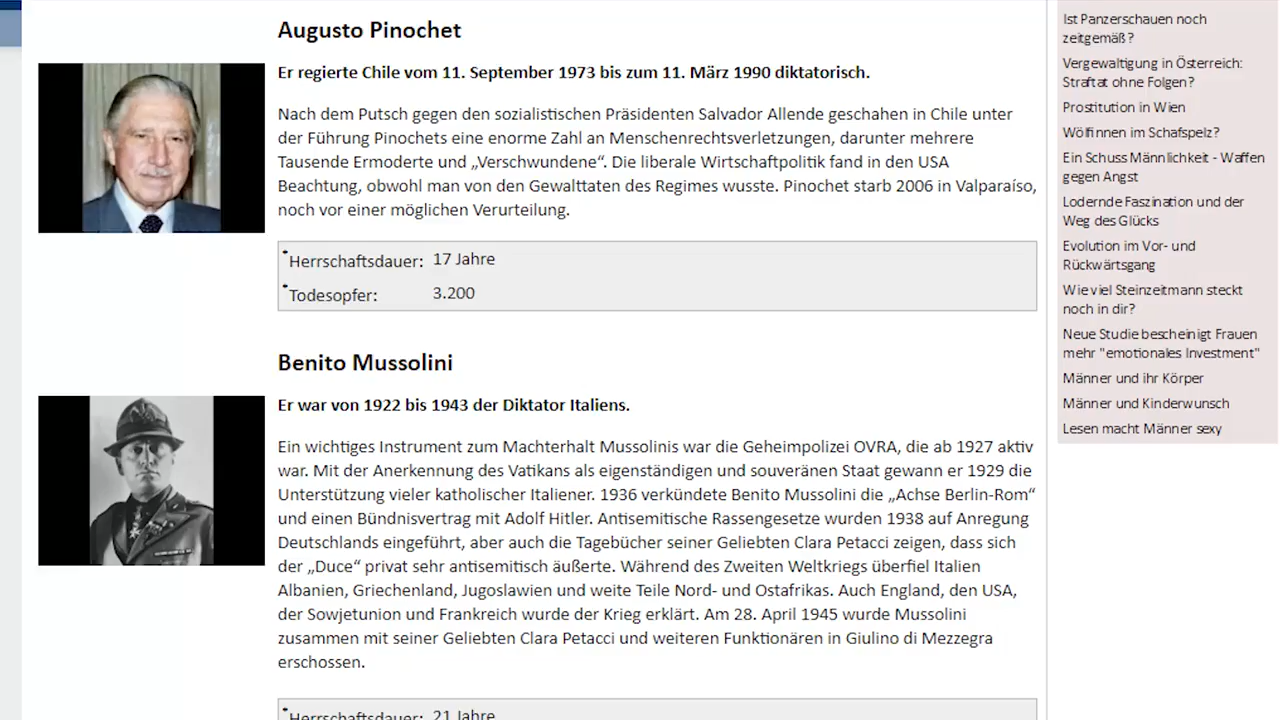 Augusto Pinochet
Er regierte Chile vom 11. September 1973 bis zum 11. März 1990 diktatorisch.
Nach dem Putsch gegen den sozialistischen Präsidenten Salvador Allende geschahen in Chile unter
der Führung Pinochets eine enorme Zahl an Menschenrechtsverletzungen, darunter mehrere
Tausende Ermoderte und „Verschwundene“. Die liberale Wirtschaftpolitik fand in den USA
Beachtung, obwohl man von den Gewalttaten des Regimes wusste. Pinochet starb 2006 in Valparaíso,
noch vor einer möglichen Verurteilung.
Herrschaftsdauer: 17 Jahre
Todesopfer: 3.200
Benito Mussolini
Er war von 1922 bis 1943 der Diktator Italiens.
Ein wichtiges Instrument zum Machterhalt Mussolinis war die Geheimpolizei OVRA, die ab 1927 aktiv
war. Mit der Anerkennung des Vatikans als eigenständigen und souveränen Staat gewann er 1929 die
Unterstützung vieler katholischer Italiener. 1936 verkündete Benito Mussolini die „Achse Berlin-Rom“
und einen Bündnisvertrag mit Adolf Hitler. Antisemitische Rassengesetze wurden 1938 auf Anregung
Deutschlands eingeführt, aber auch die Tagebücher seiner Geliebten Clara Petacci zeigen, dass sich
der „Duce“ privat sehr antisemitisch äußerte. Während des Zweiten Weltkriegs überfiel Italien
Albanien, Griechenland, Jugoslawien und weite Teile Nord- und Ostafrikas. Auch England, den USA,
der Sowjetunion und Frankreich wurde der Krieg erklärt. Am 28. April 1945 wurde Mussolini
zusammen mit seiner Geliebten Clara Petacci und weiteren Funktionären in Giulino di Mezzegra
erschossen.
Herrschaftsdauer: 21 Jahre
Ist Panzerschauen noch
zeitgemäß?
Vergewaltigung in Österreich:
Straftat ohne Folgen?
Prostitution in Wien
Wölfinnen im Schafspelz?
Ein Schuss Männlichkeit - Waffen
gegen Angst
Lodernde Faszination und der
Weg des Glücks
Evolution im Vor- und
Rückwärtsgang
Wie viel Steinzeitmann steckt
noch in dir?
Neue Studie bescheinigt Frauen
mehr "emotionales Investment"
Männer und ihr Körper
Männer und Kinderwunsch
Lesen macht Männer sexy